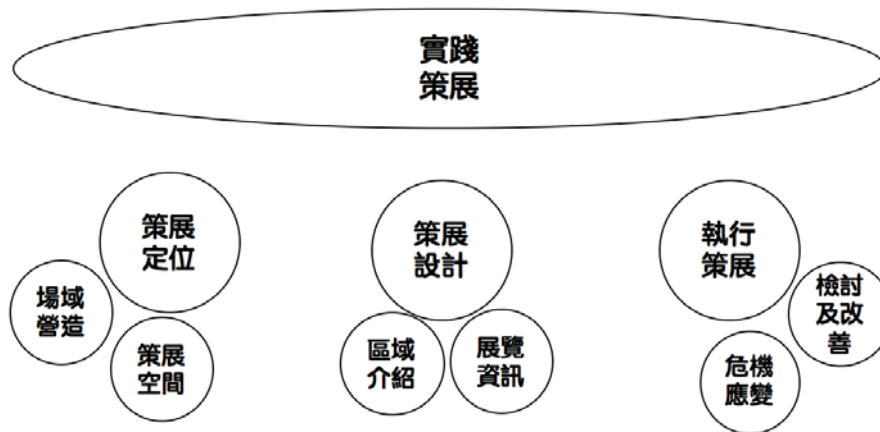 實踐
策展
策展
定位
場域
營造
策展
空間
策展
設計
區域
介紹
展覽
資訊
執行
策展
檢討
及改
善
危機
應變